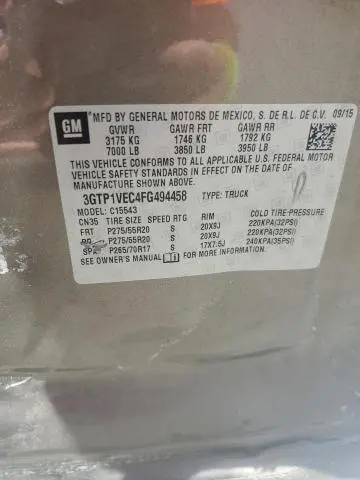 GM
MFD BY GENERAL MOTORS DE MEXICO, S. DE R.L. DE C.V. 09/15
GVWR GAWR FRT GAWR RR
3175 KG 1746 KG 1792 KG
7000 LB 3850 LB 3950 LB
THIS VEHICLE CONFORMS TO ALL APPLICABLE U.S. FEDERAL MOTOR
VEHICLE SAFETY STANDARDS IN EFFECT ON THE DATE OF
MANUFACTURE SHOWN ABOVE.
3GTP1VEC4FG494458 TYPE: TRUCK
MODEL: C15543
CN35 TIRE SIZE SPEED RTG RIM COLD TIRE PRESSURE
FRT P275/55R20 S 20X9J 220KPA(32PSI)
P275/55R20 S 20X9J 220KPA(32PSI)
P265/70R17 S 17X7.5J 240KPA(35PSI)
SEE OWNER'S MANUAL FOR MORE INFORMATION